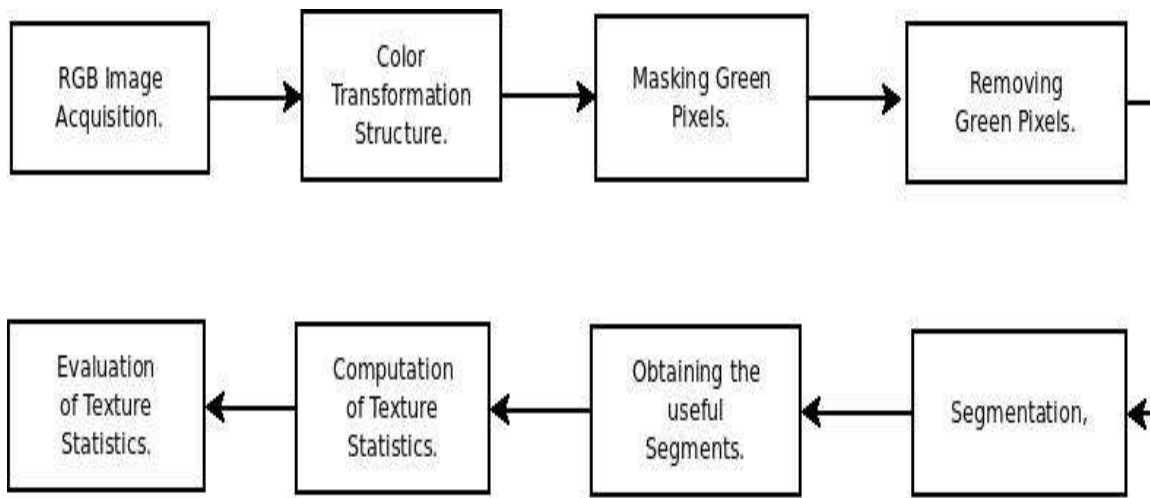 RGB Image
Acquisition.
Color
Transformation
Structure.
Masking Green
Pixels.
Removing
Green Pixels.
Segmentation,
Obtaining the
useful
Segments.
Computation
of Texture
Statistics.
Evaluation
of Texture
Statistics.